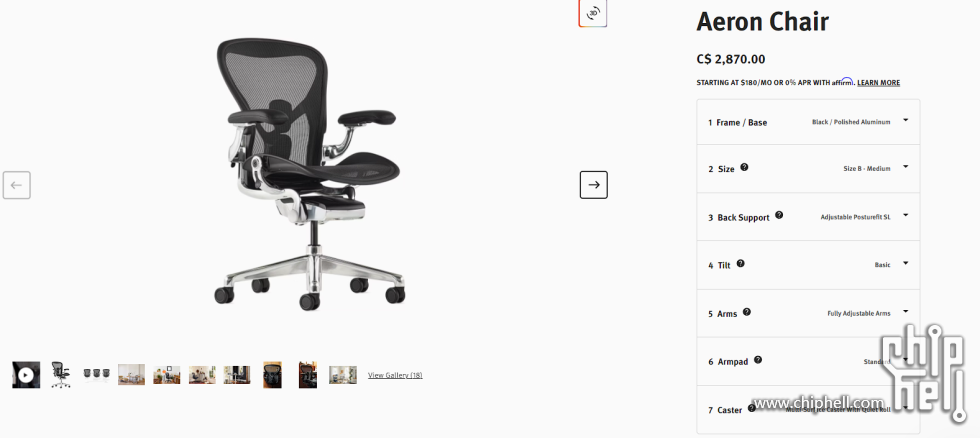 3D
Aeron Chair
C$ 2,870.00
STARTING AT $180/MO OR 0% APR WITH affirm. LEARN MORE
1 Frame / Base Black / Polished Aluminum
2 Size ? Size B - Medium
3 Back Support ? Adjustable Posturefit SL
4 Tilt ? Basic
5 Arms ? Fully Adjustable Arms
6 Armpad ? Standard
7 Caster ? Multi-Surface Caster With Quiet Roll
View Gallery (18)
chip
hell
www.chiphell.com